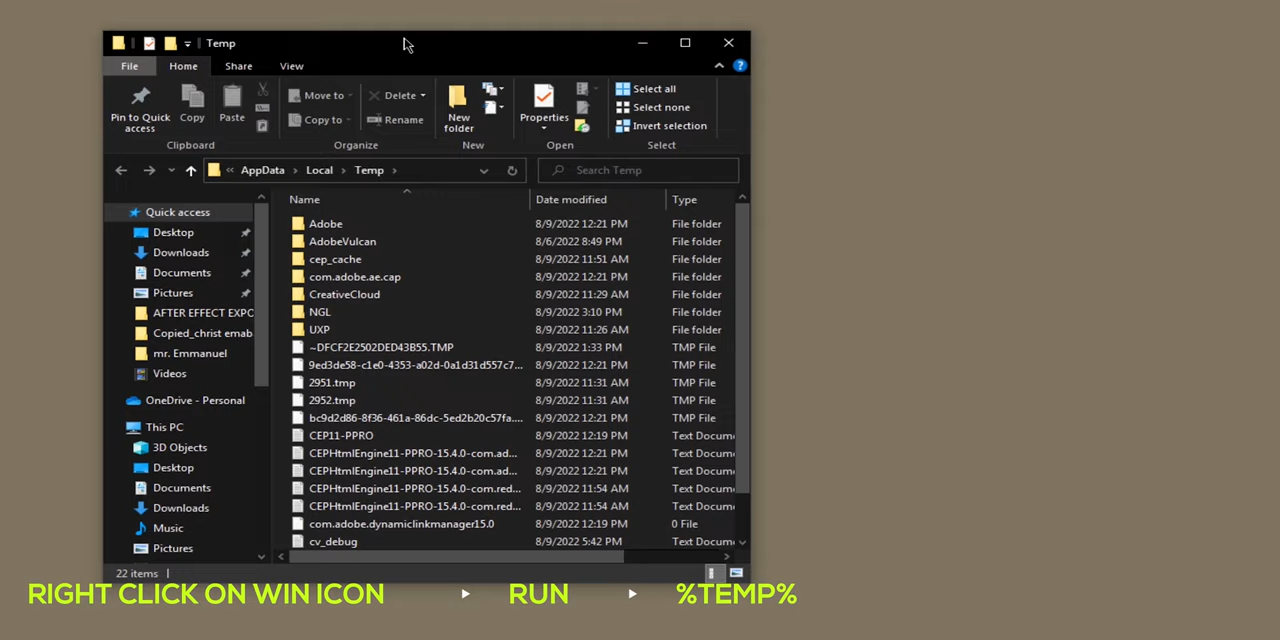 Temp
File Home Share View
Pin to Quick access
Copy
Paste
Move to
Copy to
Delete
Rename
New folder
Properties
Select all
Select none
Invert selection
Clipboard Organize New Open Select
« AppData › Local › Temp › Search Temp
Name Date modified Type
Quick access
Desktop
Downloads
Documents
Pictures
AFTER EFFECT EXPO
Copied_christ emab
mr. Emmanuel
Videos
OneDrive - Personal
This PC
3D Objects
Desktop
Documents
Downloads
Music
Pictures
Adobe 8/9/2022 12:21 PM File folder
AdobeVulcan 8/6/2022 8:49 PM File folder
cep_cache 8/9/2022 11:51 AM File folder
com.adobe.ae.cap 8/9/2022 12:21 PM File folder
CreativeCloud 8/9/2022 11:29 AM File folder
NGL 8/9/2022 3:10 PM File folder
UXP 8/9/2022 11:26 AM File folder
~DFCF2E2502DED43B55.TMP 8/9/2022 1:33 PM TMP File
9ed3de58-c1e0-4353-a02d-0a1d31d557c7... 8/9/2022 12:21 PM TMP File
2951.tmp 8/9/2022 11:31 AM TMP File
2952.tmp 8/9/2022 11:31 AM TMP File
bc9d2d86-8f36-461a-86dc-5ed2b20c57fa.... 8/9/2022 12:21 PM TMP File
CEP11-PPRO 8/9/2022 12:19 PM Text Docum
CEPHtmlEngine11-PPRO-15.4.0-com.ad... 8/9/2022 12:21 PM Text Docum
CEPHtmlEngine11-PPRO-15.4.0-com.ad... 8/9/2022 12:21 PM Text Docum
CEPHtmlEngine11-PPRO-15.4.0-com.red... 8/9/2022 11:54 AM Text Docum
CEPHtmlEngine11-PPRO-15.4.0-com.red... 8/9/2022 11:54 AM Text Docum
com.adobe.dynamiclinkmanager15.0 8/9/2022 12:19 PM 0 File
cv_debug 8/9/2022 5:42 PM Text Docum
22 items
RIGHT CLICK ON WIN ICON RUN %TEMP%